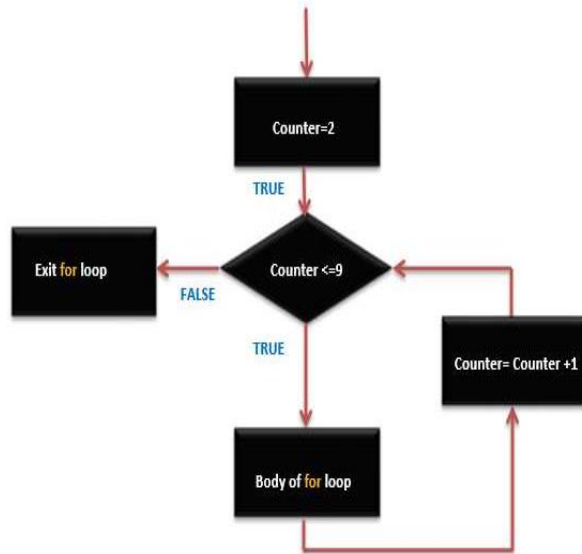 Counter=2
TRUE
Counter <=9
Exit for loop
FALSE
TRUE
Counter= Counter +1
Body of for loop